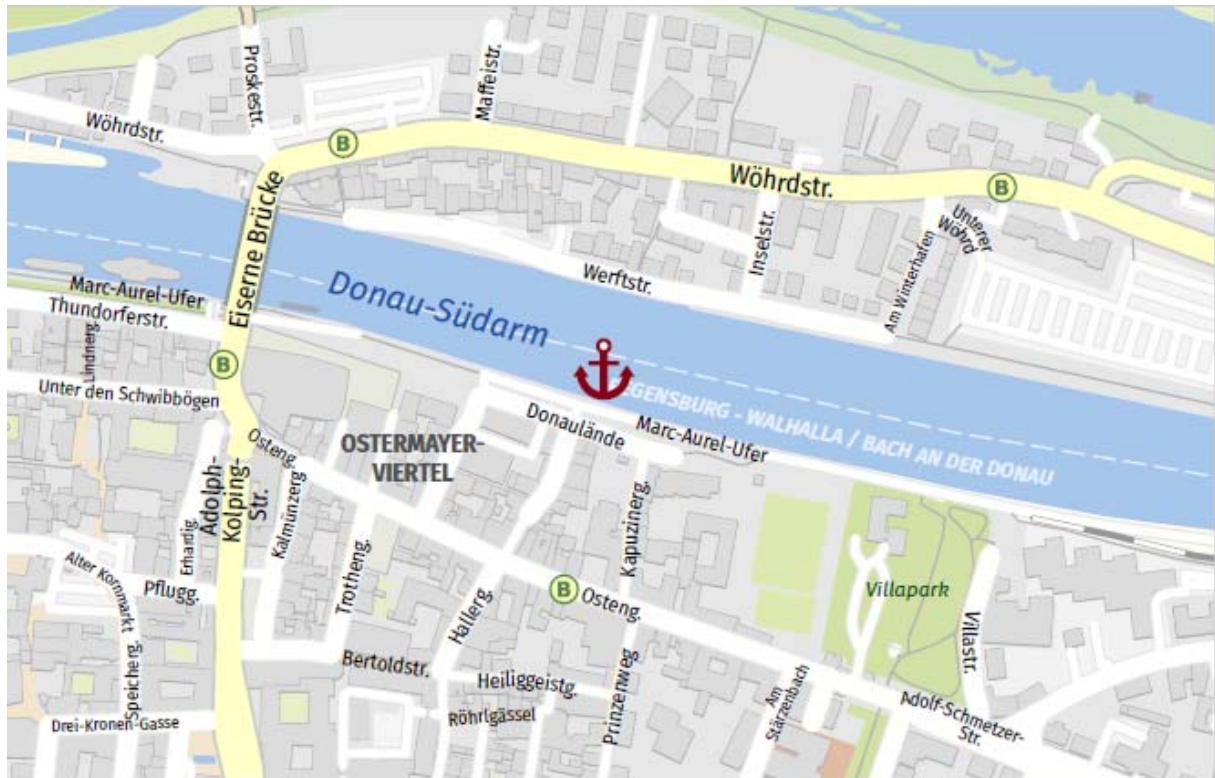 Proskestr.
Maffeistr.
Wöhrdstr.
B
Wöhrdstr.
B
Eiserne Brücke
Inselstr.
Am Winterhafen
Unterer
Wöhrd
Werftstr.
Marc-Aurel-Ufer
Thundorferstr.
Donau-Südarm
Lindnerg.
B
Unter den Schwibbögen
EGENSBURG - WALHALLA / BACH AN DER DONAU
Donaulände
Marc-Aurel-Ufer
Osteng.
OSTERMAYER-
VIERTEL
Adolph-
Kolping-
Str.
Erhardig.
Kalmünzerg.
Kapuzinerg.
Alter Kornmarkt
Pflugg.
Trotheng.
Hallerg.
B
Osteng.
Villapark
Villastr.
Speicherg.
Bertoldstr.
Heiliggeistg.
Röhrlgässel
Prinzenweg
Am
Stärzenbach
Adolf-Schmetzer-
Str.
Drei-Kronen-Gasse